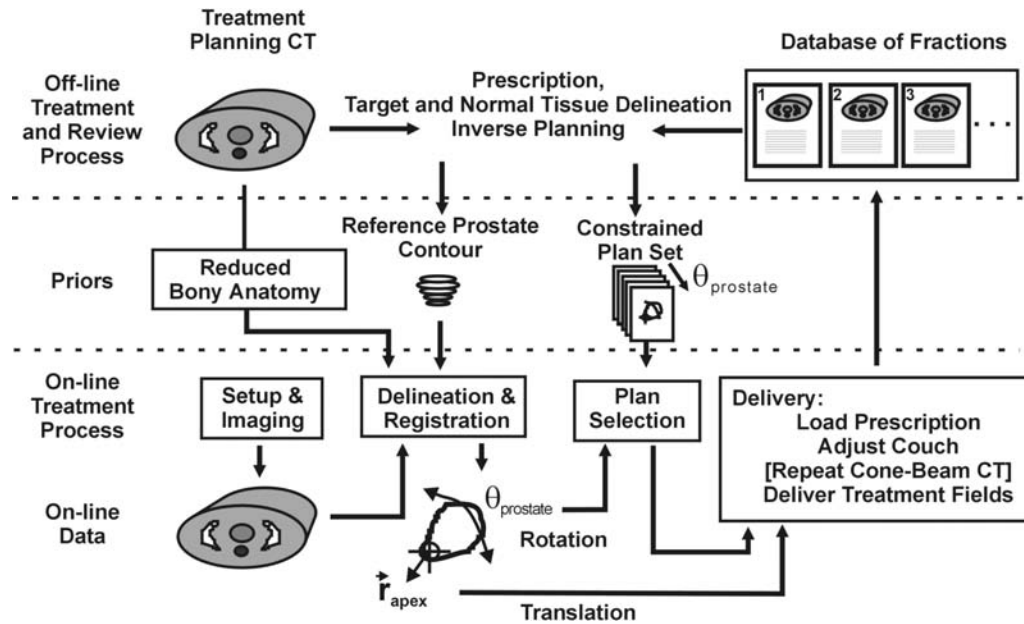 Treatment
Planning CT
Database of Fractions
Off-line
Treatment
and Review
Process
Prescription,
Target and Normal Tissue Delineation
Inverse Planning
1
2
3
. . . .
Priors
Reduced
Bony Anatomy
Reference Prostate
Contour
Constrained
Plan Set
θprostate
On-line
Treatment
Process
Setup &
Imaging
Delineation &
Registration
Plan
Selection
Delivery:
Load Prescription
Adjust Couch
[Repeat Cone-Beam CT]
Deliver Treatment Fields
On-line
Data
θprostate
Rotation
r⃗apex
Translation